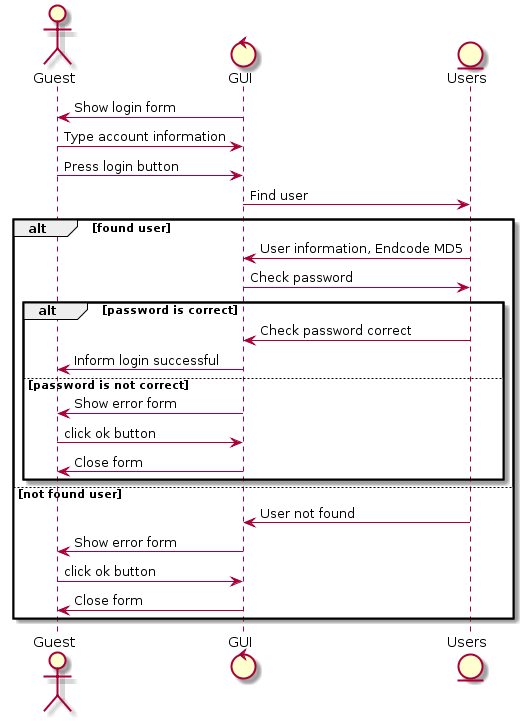 Guest GUI Users
Show login form
Type account information
Press login button
Find user
alt [found user]
User information, Endcode MD5
Check password
alt [password is correct]
Check password correct
Inform login successful
[password is not correct]
Show error form
click ok button
Close form
[not found user]
User not found
Show error form
click ok button
Close form
Guest GUI Users